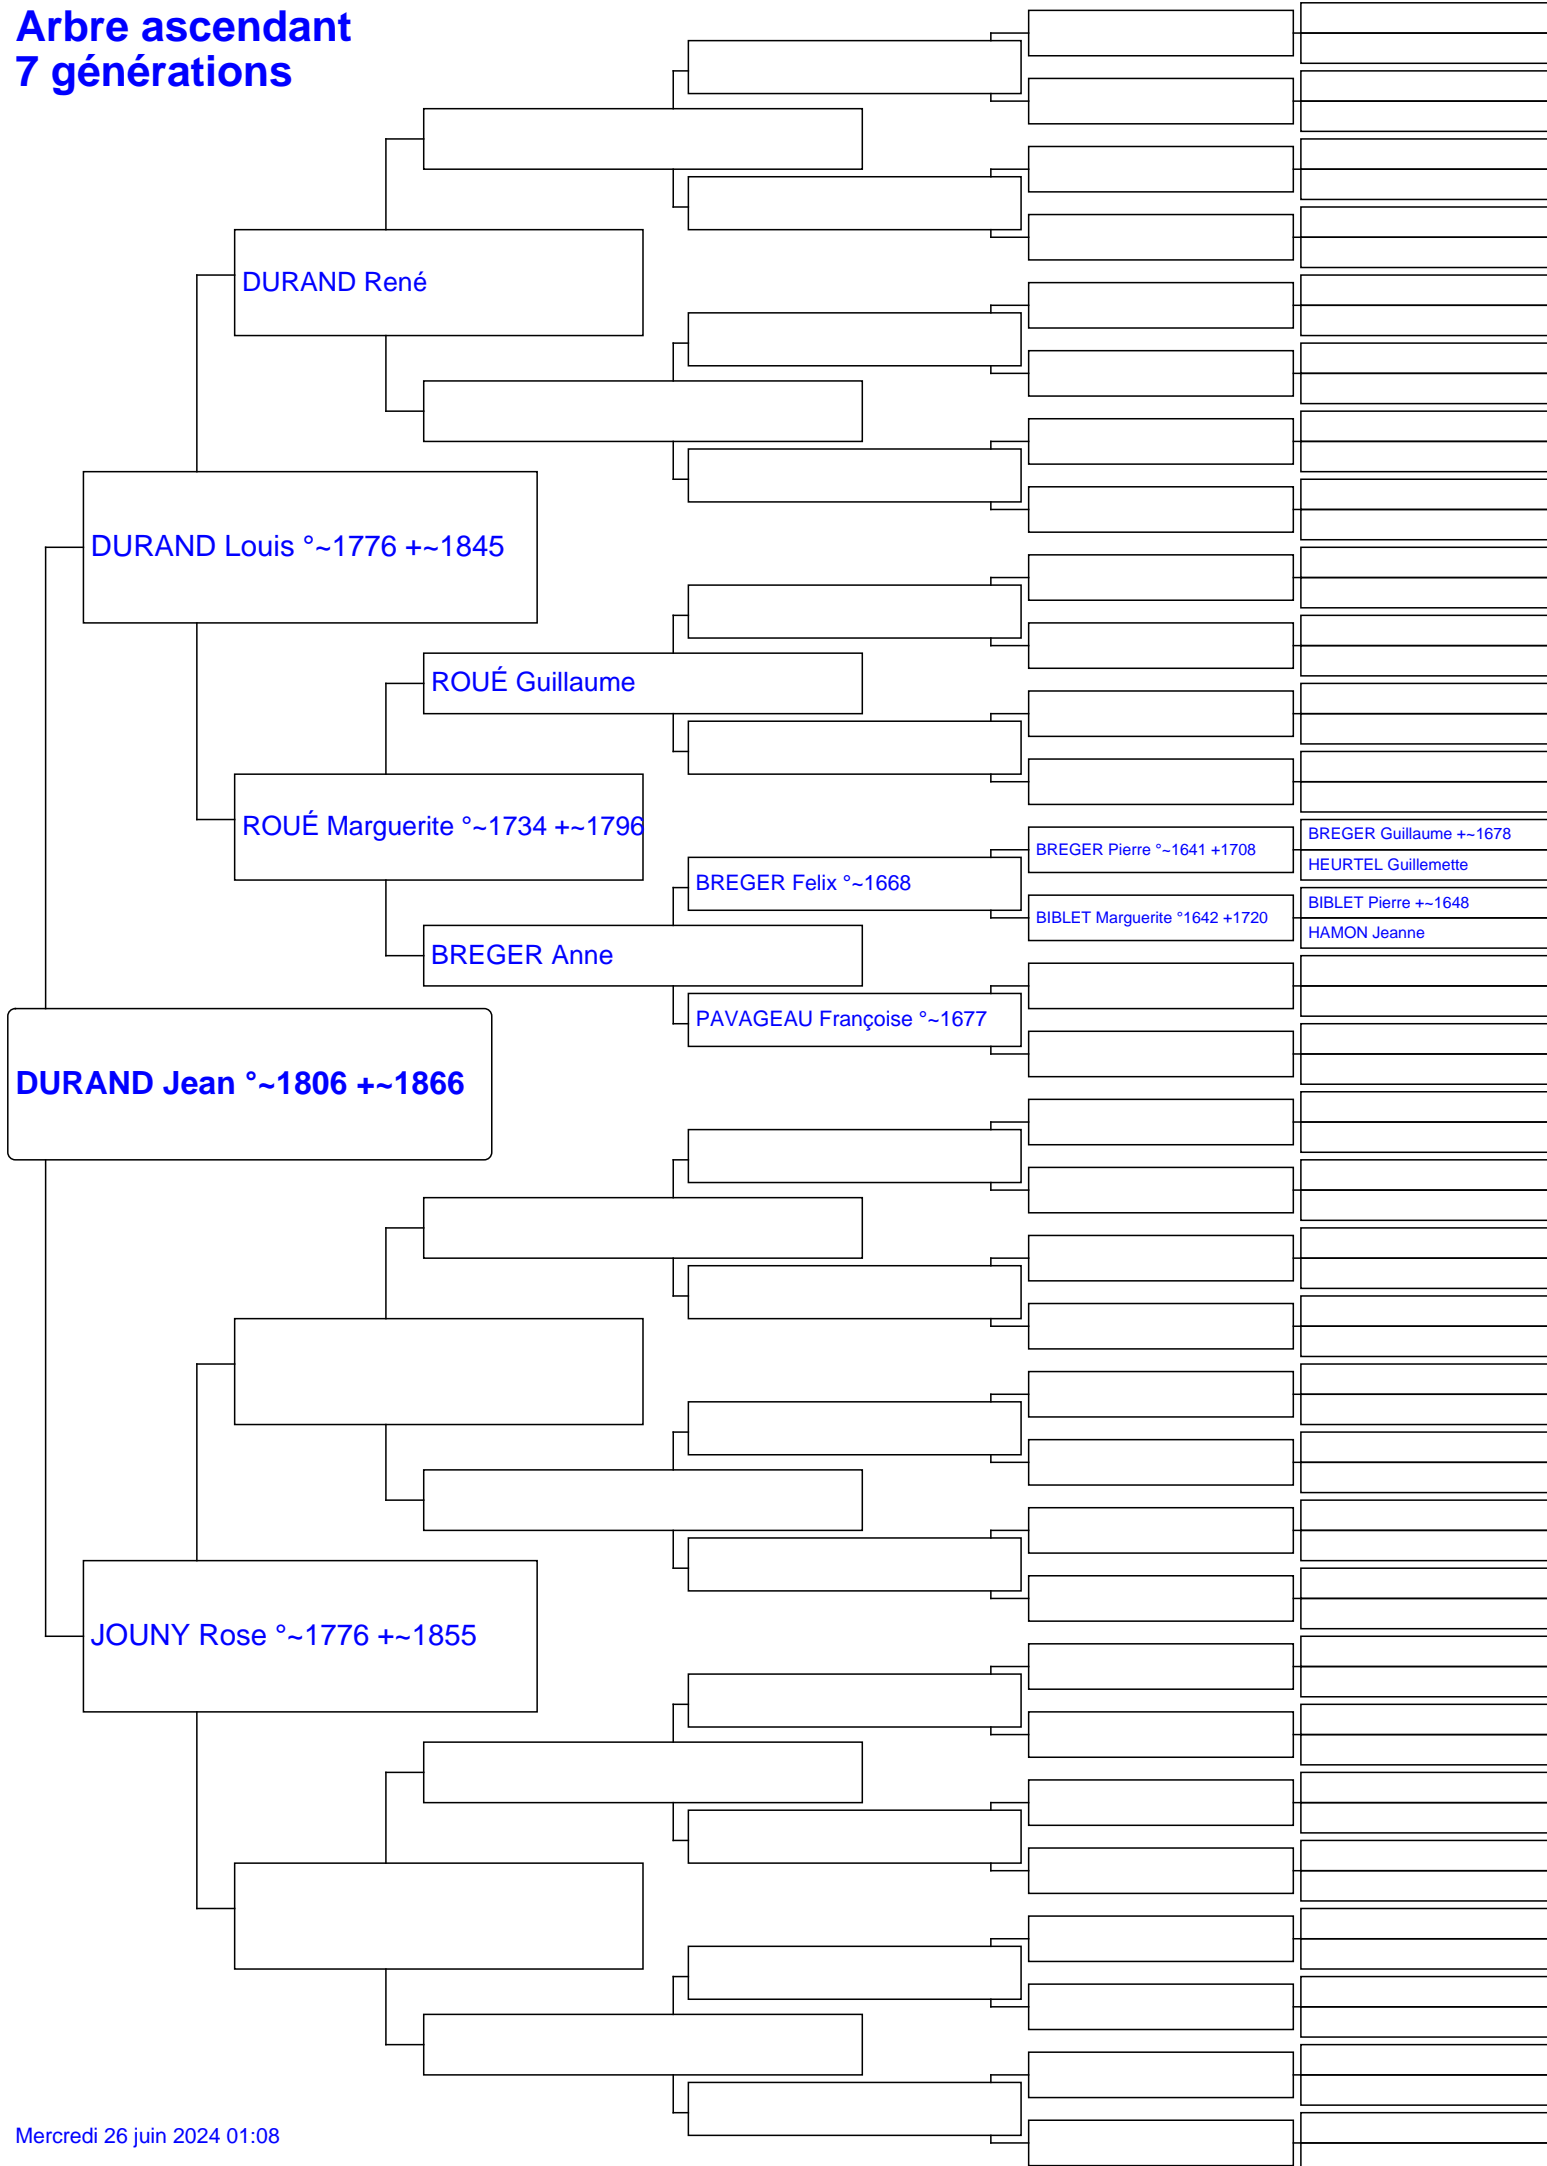 Arbre ascendant
7 générations
DURAND René
DURAND Louis °~1776 +~1845
ROUÉ Guillaume
ROUÉ Marguerite °~1734 +~1796
BREGER Guillaume +~1678
BREGER Pierre °~1641 +1708
HEURTEL Guillemette
BREGER Felix °~1668
BIBLET Pierre +~1648
BIBLET Marguerite °1642 +1720
HAMON Jeanne
BREGER Anne
PAVAGEAU Françoise °~1677
DURAND Jean °~1806 +~1866
JOUNY Rose °~1776 +~1855
Mercredi 26 juin 2024 01:08